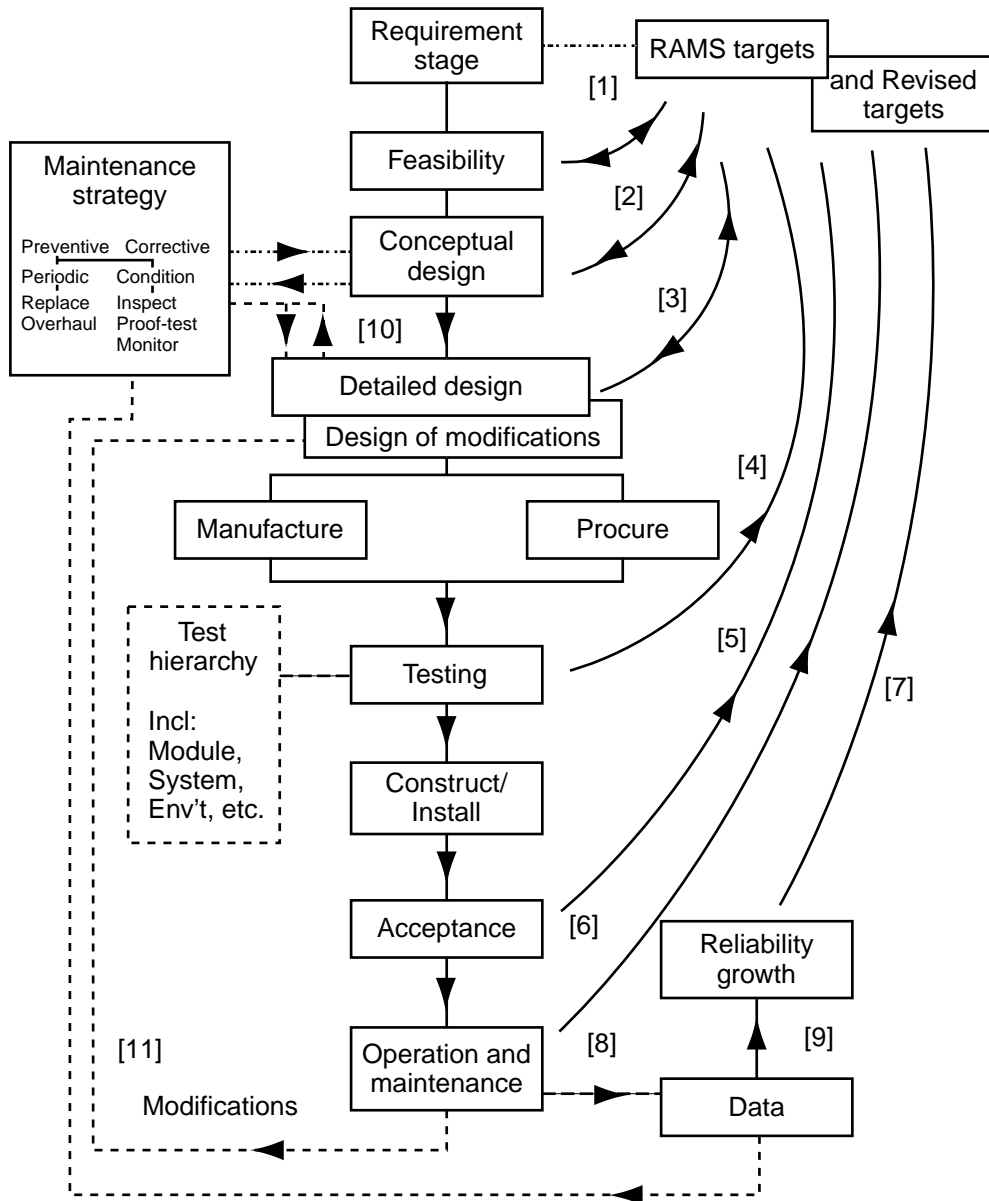 Requirement
stage
RAMS targets
and Revised
targets
[1]
Feasibility
Maintenance
strategy
Preventive Corrective
Periodic Condition
Replace Inspect
Overhaul Proof-test
Monitor
[2]
Conceptual
design
[3]
[10]
Detailed design
Design of modifications
[4]
Manufacture
Procure
Test
hierarchy
Incl:
Module,
System,
Env’t, etc.
Testing
[5]
[7]
Construct/
Install
Acceptance
[6]
Reliability
growth
[11]
Operation and
maintenance
[8]
[9]
Modifications
Data